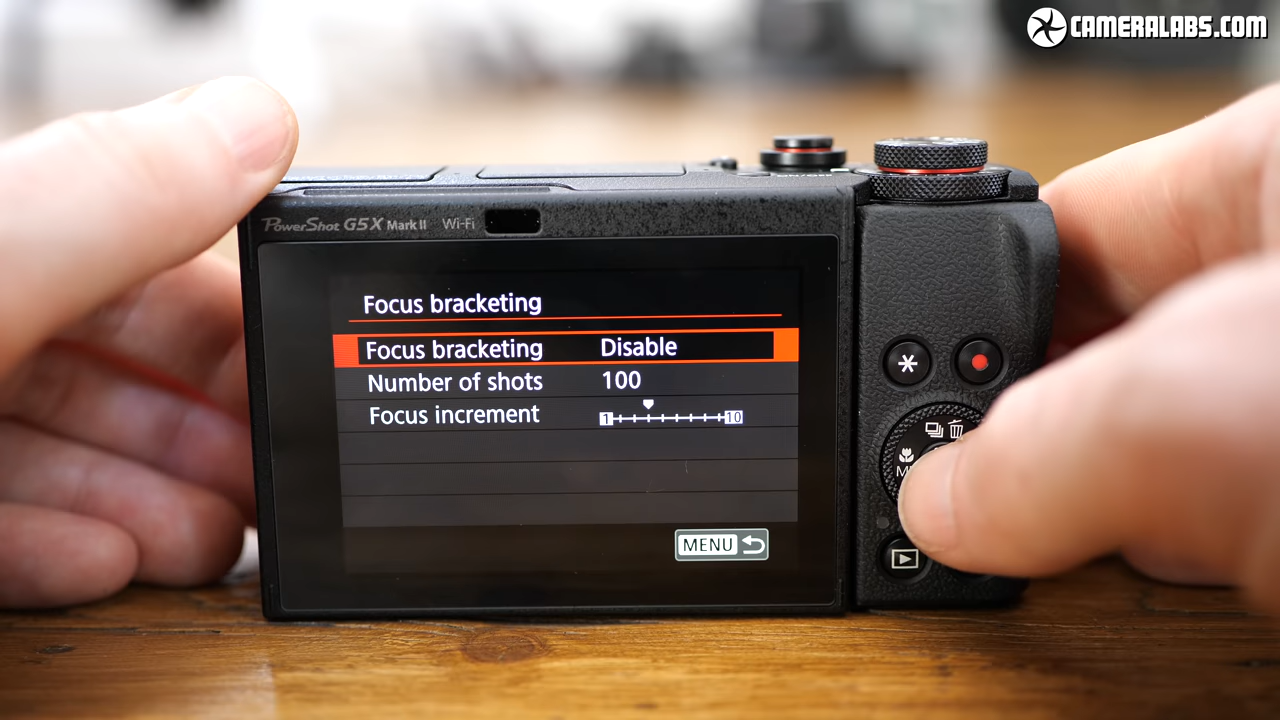 CAMERALABS.COM
PowerShot G5X Mark II Wi-Fi
Focus bracketing
Focus bracketing Disable
Number of shots 100
Focus increment 1 10
MENU